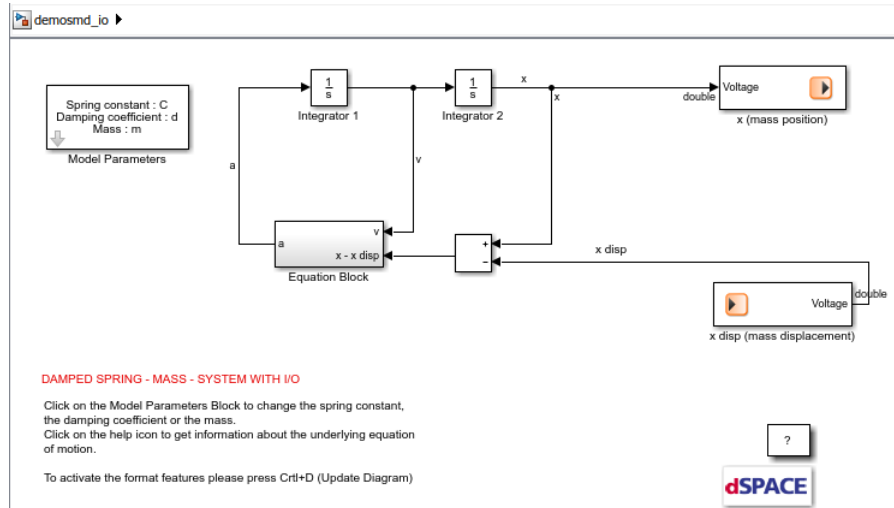 demosmd_io
Spring constant : C
Damping coefficient : d
Mass : m
Model Parameters
1
s
Integrator 1
1
s
Integrator 2
x
x
double
Voltage
x (mass position)
a
v
a
v
x - x disp
Equation Block
+
−
x disp
Voltage
double
x disp (mass displacement)
DAMPED SPRING - MASS - SYSTEM WITH I/O
Click on the Model Parameters Block to change the spring constant,
the damping coefficient or the mass.
Click on the help icon to get information about the underlying equation
of motion.
To activate the format features please press Crtl+D (Update Diagram)
?
dSPACE